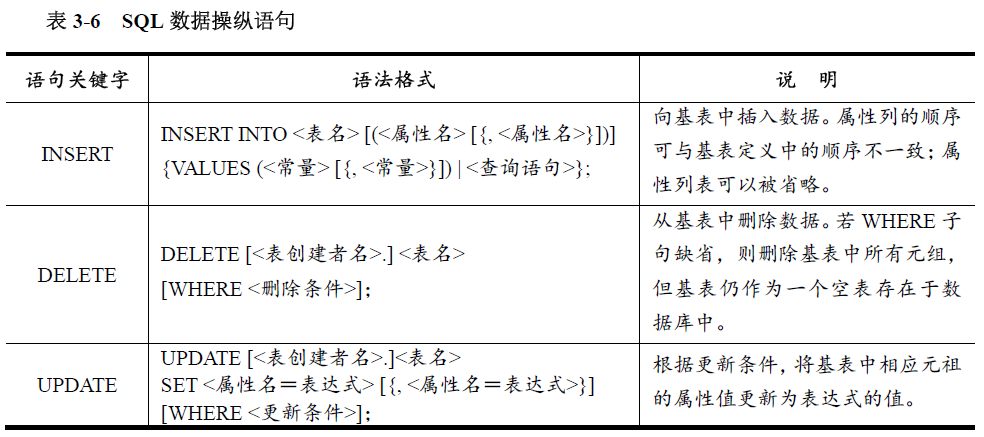 表 3-6 SQL 数据操纵语句
语句关键字 语法格式 说 明
INSERT
INSERT INTO <表名> [(<属性名> [{, <属性名>}])]
{VALUES (<常量> [{, <常量>}]) | <查询语句>};
向基表中插入数据。属性列的顺序
可与基表定义中的顺序不一致；属
性列表可以被省略。
DELETE
DELETE [<表创建者名>.] <表名>
[WHERE <删除条件>]；
从基表中删除数据。若 WHERE 子
句缺省，则删除基表中所有元组，
但基表仍作为一个空表存在于数
据库中。
UPDATE
UPDATE [<表创建者名>.]<表名>
SET <属性名＝表达式> [{, <属性名＝表达式>}]
[WHERE <更新条件>]；
根据更新条件，将基表中相应元祖
的属性值更新为表达式的值。